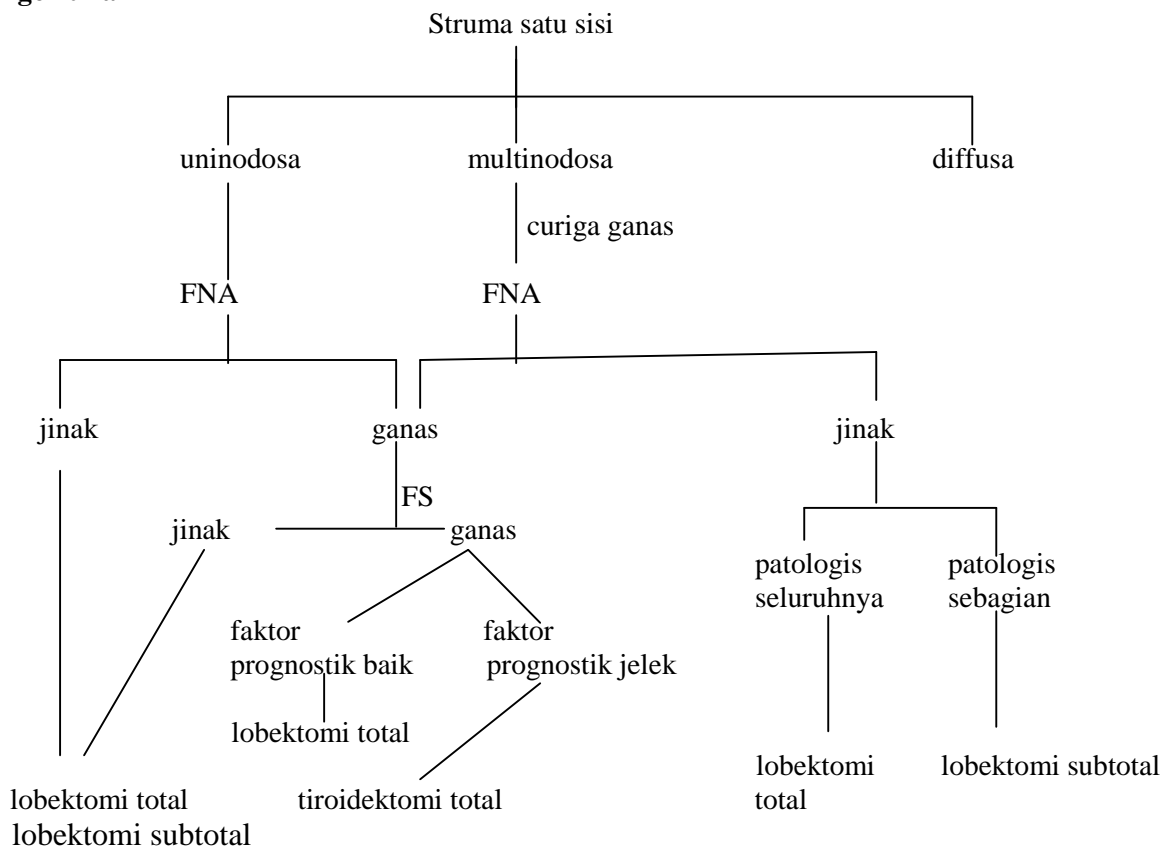 Struma satu sisi
uninodosa multinodosa diffusa
curiga ganas
FNA FNA
jinak ganas jinak
FS
jinak ganas
patologis seluruhnya
patologis sebagian
faktor prognostik baik
faktor prognostik jelek
lobektomi total
lobektomi total
lobektomi subtotal
tiroidektomi total
lobektomi total
lobektomi subtotal